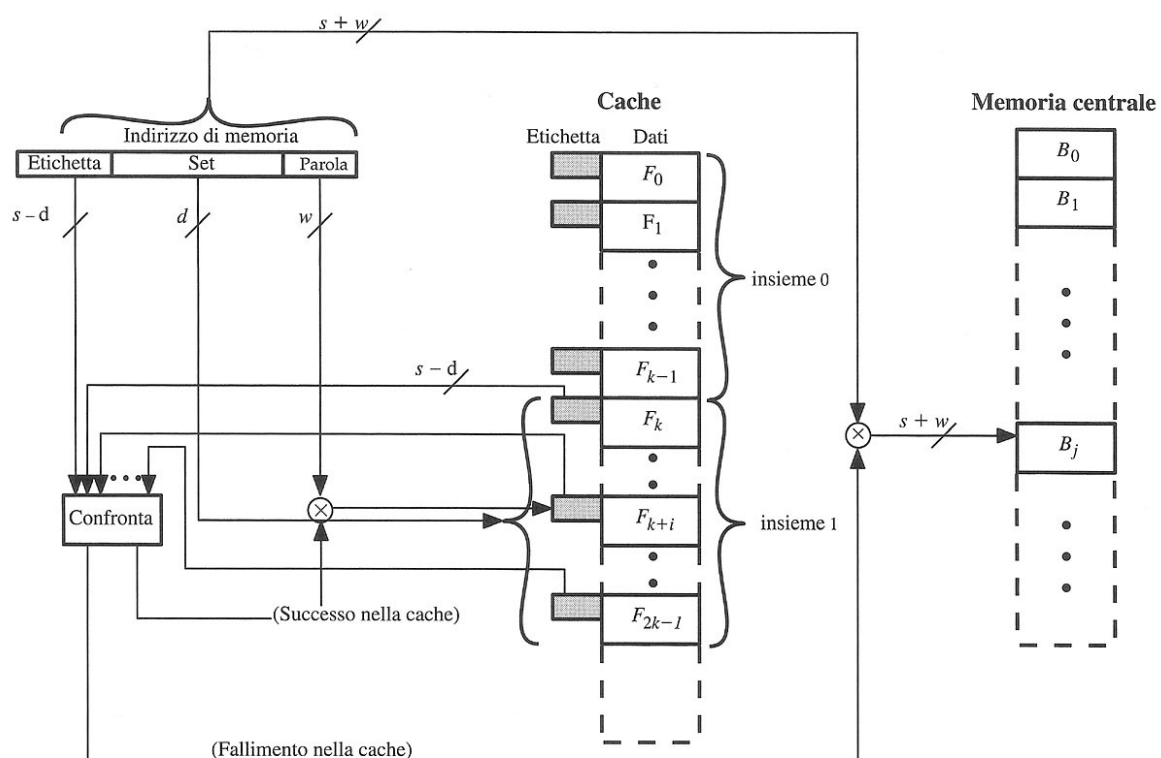 s + w
Cache
Memoria centrale
Indirizzo di memoria
Etichetta Dati
Etichetta Set Parola
F0
B0
s – d
d
w
F1
B1
insieme 0
s – d
Fk–1
Fk
s + w
Bj
Confronta
Fk+i
insieme 1
(Successo nella cache)
F2k–1
(Fallimento nella cache)